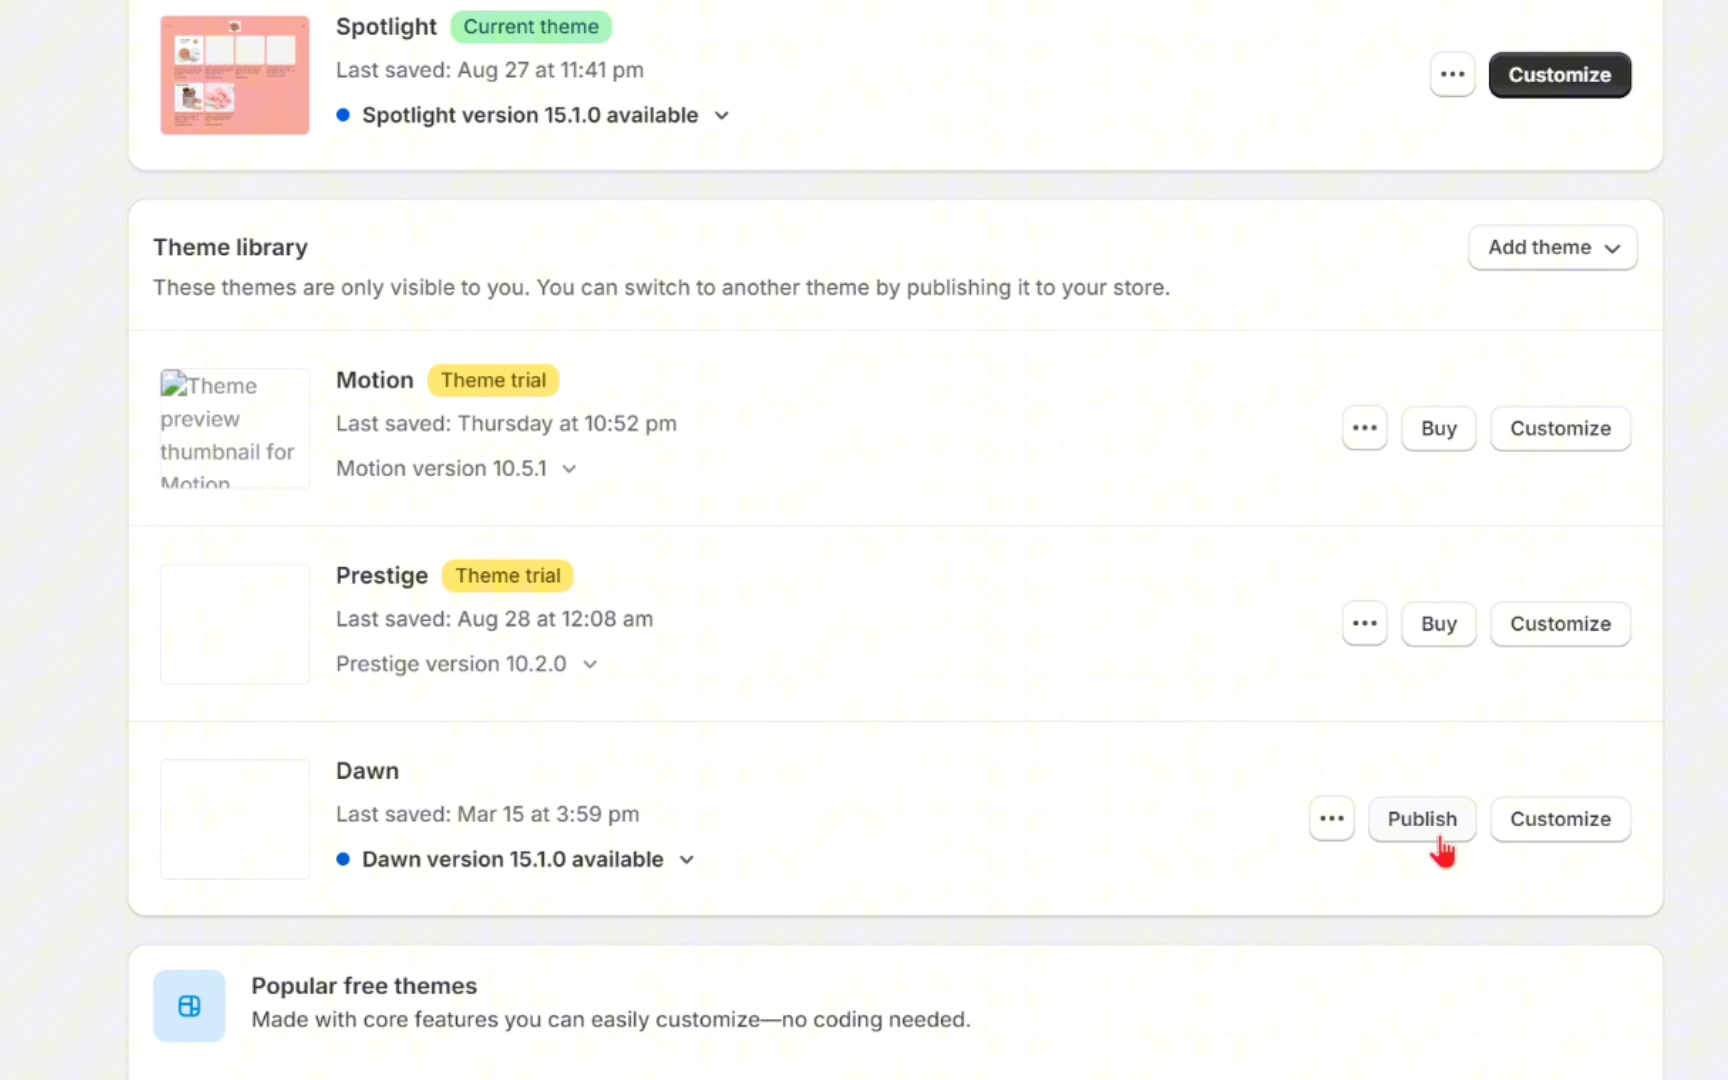 Spotlight Current theme
Last saved: Aug 27 at 11:41 pm
Spotlight version 15.1.0 available
Customize
Theme library
Add theme
These themes are only visible to you. You can switch to another theme by publishing it to your store.
Theme preview thumbnail for Motion
Motion Theme trial
Last saved: Thursday at 10:52 pm
Motion version 10.5.1
Buy Customize
Prestige Theme trial
Last saved: Aug 28 at 12:08 am
Prestige version 10.2.0
Buy Customize
Dawn
Last saved: Mar 15 at 3:59 pm
Dawn version 15.1.0 available
Publish Customize
Popular free themes
Made with core features you can easily customize—no coding needed.